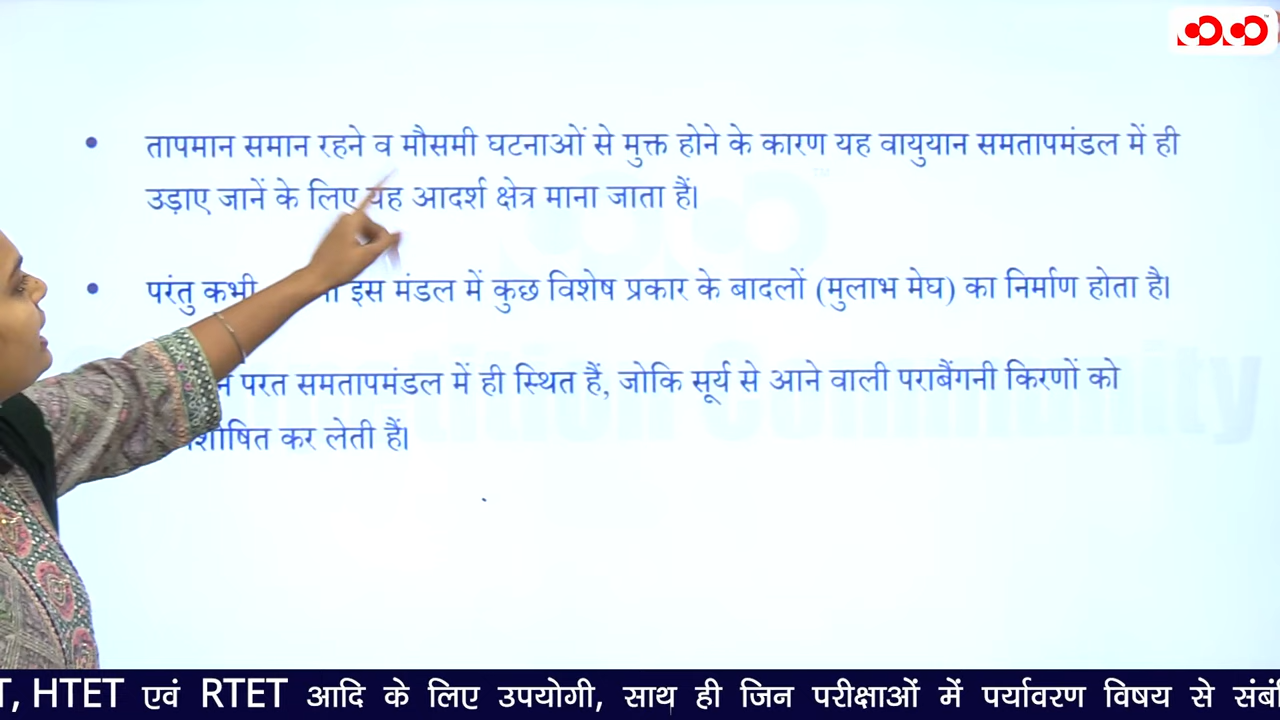 • तापमान समान रहने व मौसमी घटनाओं से मुक्त होने के कारण यह वायुयान समतापमंडल में ही
उड़ाए जानें के लिए यह आदर्श क्षेत्र माना जाता हैं।
• परंतु कभी इस मंडल में कुछ विशेष प्रकार के बादलों (मुलाभ मेघ) का निर्माण होता है।
परत समतापमंडल में ही स्थित हैं, जोकि सूर्य से आने वाली पराबैंगनी किरणों को
कर लेती हैं।
HTET एवं RTET आदि के लिए उपयोगी, साथ ही जिन परीक्षाओं में पर्यावरण विषय से